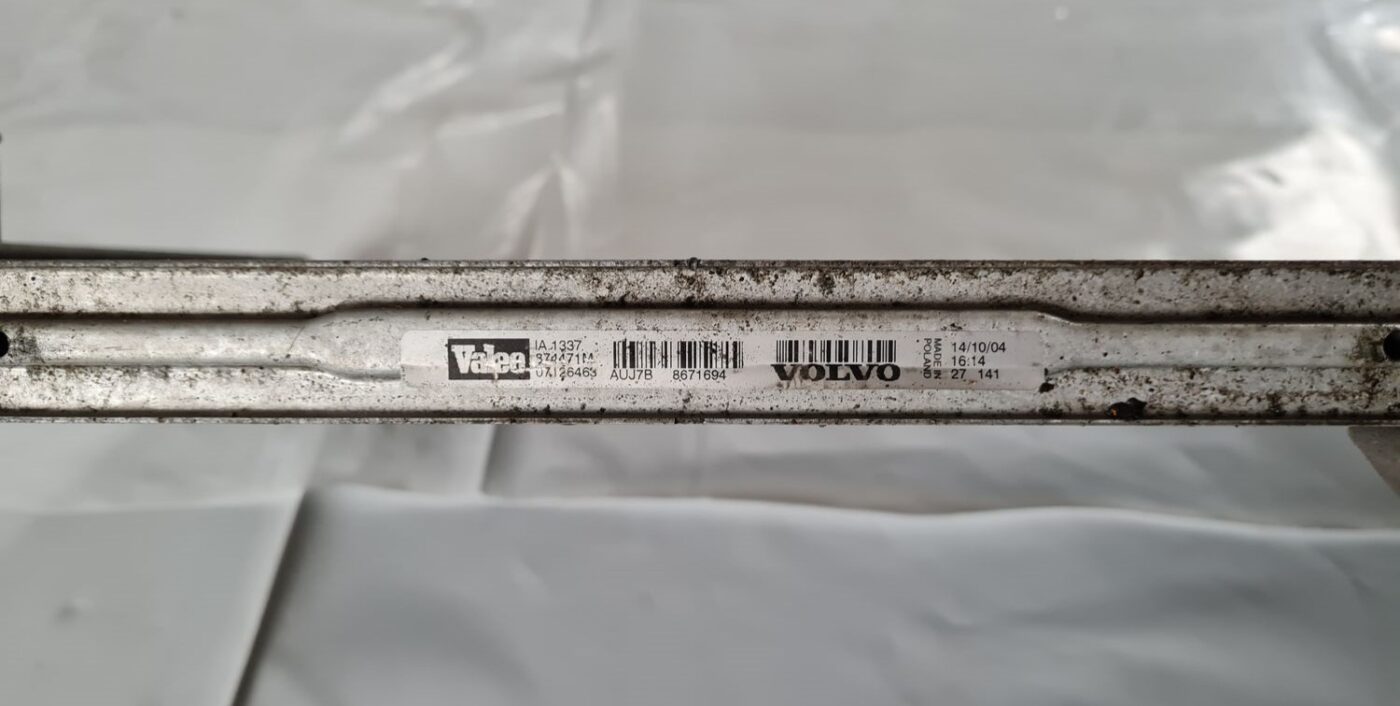 Valeo
IA.1337
874471M
07126463
AUJ7B 8671694
VOLVO
MADE IN
POLAND
14/10/04
16:14
27 141